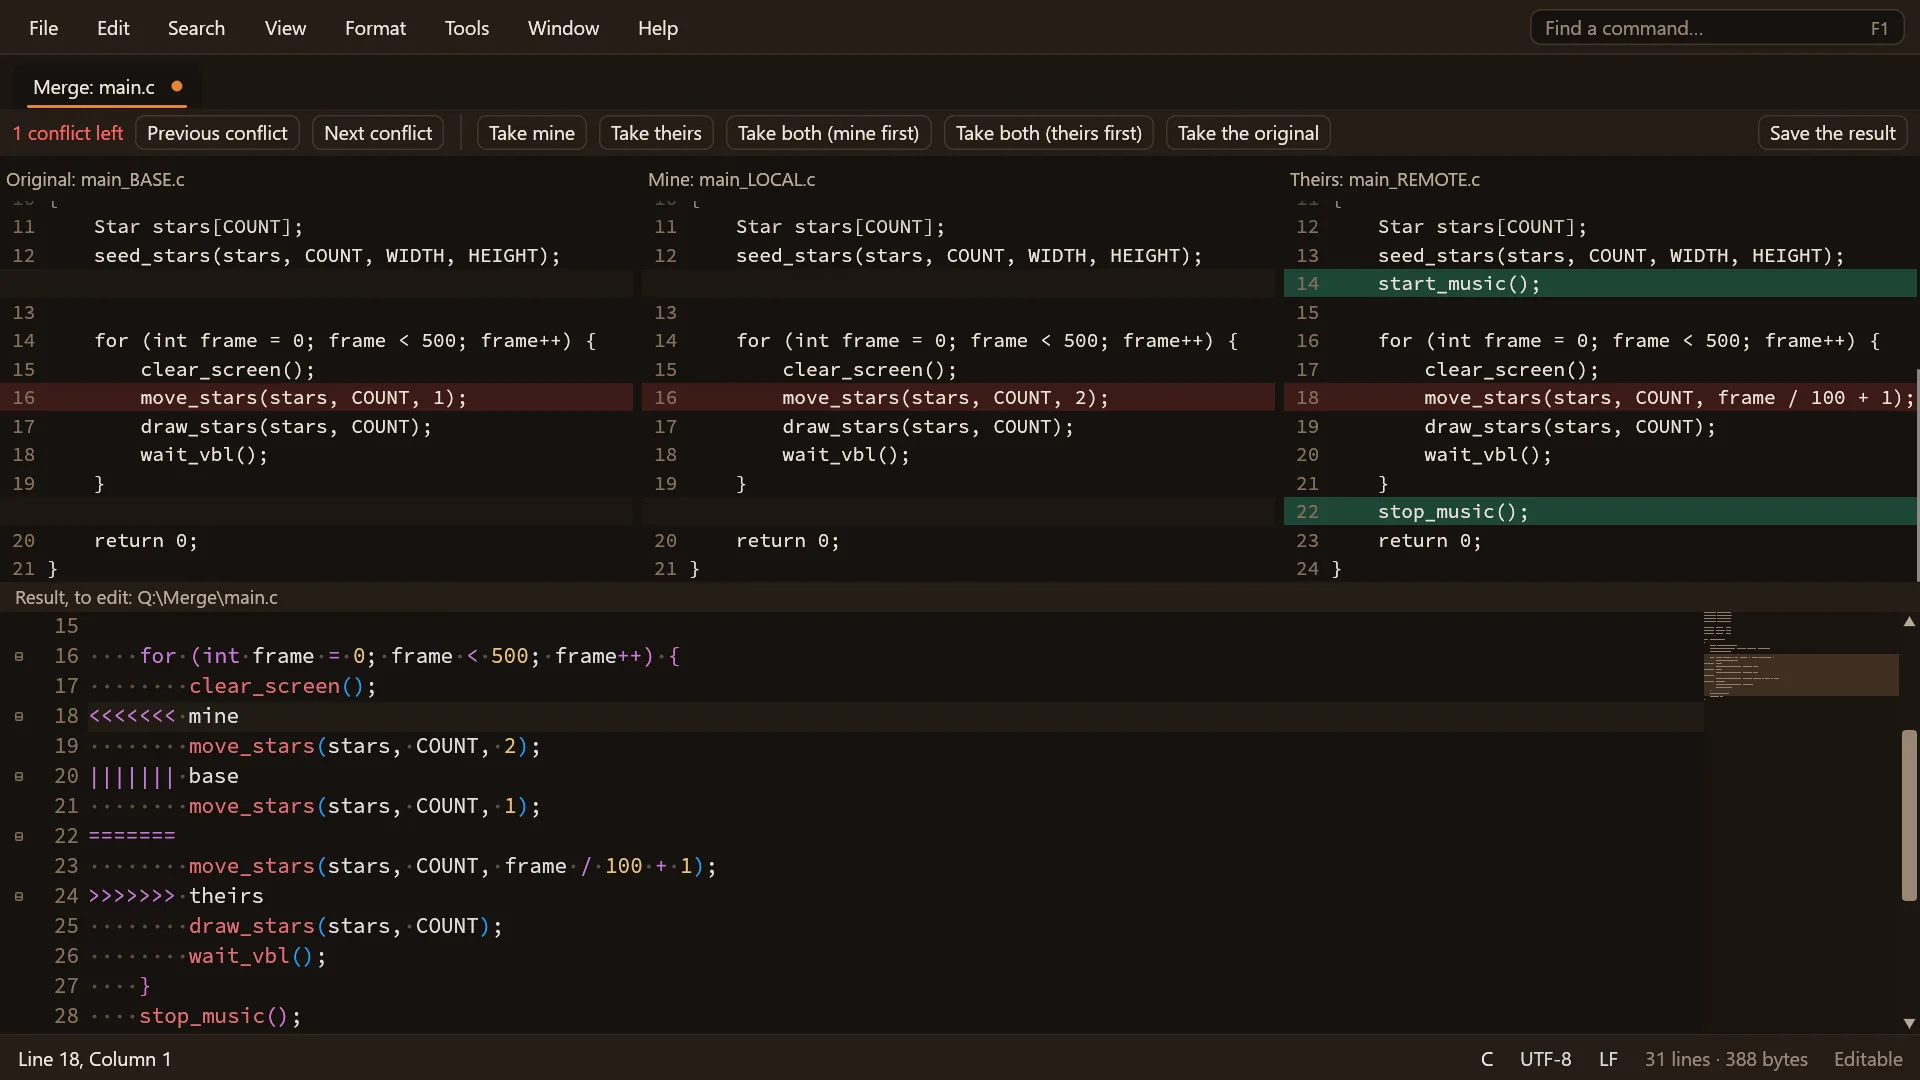 File Edit Search View Format Tools Window Help Find a command... F1
Merge: main.c
1 conflict left Previous conflict Next conflict Take mine Take theirs Take both (mine first) Take both (theirs first) Take the original Save the result
Original: main_BASE.c
11 Star stars[COUNT];
12 seed_stars(stars, COUNT, WIDTH, HEIGHT);
13
14 for (int frame = 0; frame < 500; frame++) {
15 clear_screen();
16 move_stars(stars, COUNT, 1);
17 draw_stars(stars, COUNT);
18 wait_vbl();
19 }
20 return 0;
21 }
Mine: main_LOCAL.c
11 Star stars[COUNT];
12 seed_stars(stars, COUNT, WIDTH, HEIGHT);
13
14 for (int frame = 0; frame < 500; frame++) {
15 clear_screen();
16 move_stars(stars, COUNT, 2);
17 draw_stars(stars, COUNT);
18 wait_vbl();
19 }
20 return 0;
21 }
Theirs: main_REMOTE.c
12 Star stars[COUNT];
13 seed_stars(stars, COUNT, WIDTH, HEIGHT);
14 start_music();
15
16 for (int frame = 0; frame < 500; frame++) {
17 clear_screen();
18 move_stars(stars, COUNT, frame / 100 + 1);
19 draw_stars(stars, COUNT);
20 wait_vbl();
21 }
22 stop_music();
23 return 0;
24 }
Result, to edit: Q:\Merge\main.c
15
16 for (int frame = 0; frame < 500; frame++) {
17 clear_screen();
18 <<<<<<< mine
19 move_stars(stars, COUNT, 2);
20 ||||||| base
21 move_stars(stars, COUNT, 1);
22 =======
23 move_stars(stars, COUNT, frame / 100 + 1);
24 >>>>>>> theirs
25 draw_stars(stars, COUNT);
26 wait_vbl();
27 }
28 stop_music();
Line 18, Column 1 C UTF-8 LF 31 lines · 388 bytes Editable